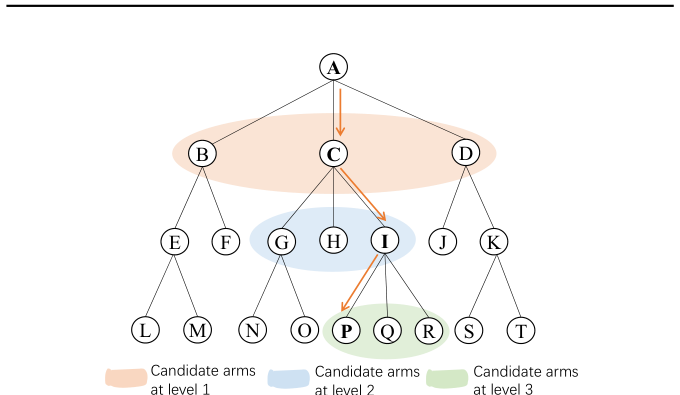 A
B C D
E F G H I J K
L M N O P Q R S T
Candidate arms at level 1
Candidate arms at level 2
Candidate arms at level 3